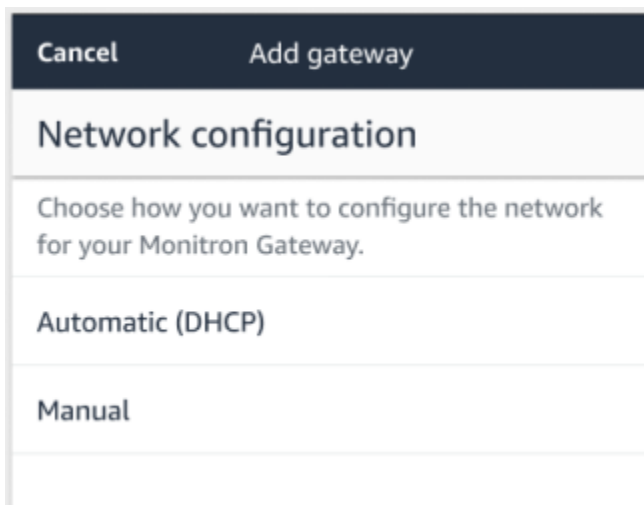 Cancel Add gateway
Network configuration
Choose how you want to configure the network
for your Monitron Gateway.
Automatic (DHCP)
Manual